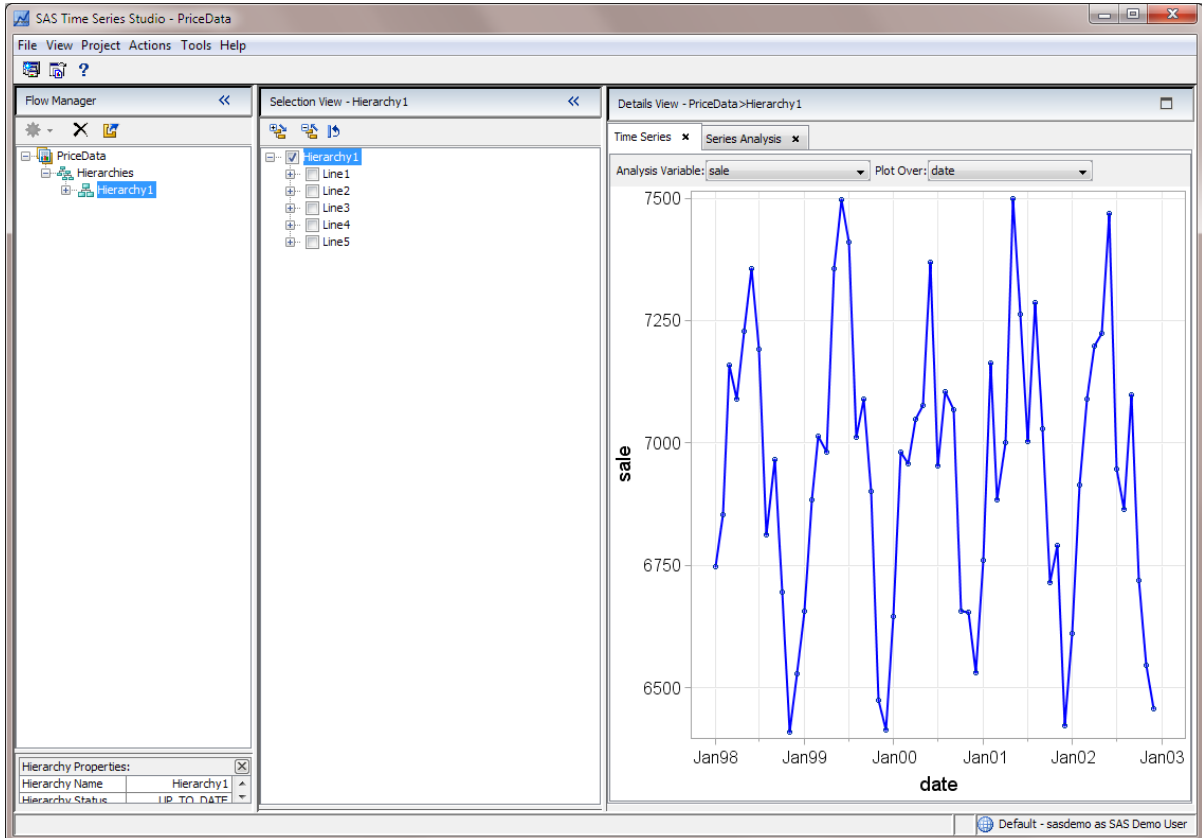 SAS Time Series Studio - PriceData
File View Project Actions Tools Help
?
Flow Manager
PriceData
Hierarchies
Hierarchy1
Hierarchy Properties:
Hierarchy Name Hierarchy1
Hierarchy Status UP_TO_DATE
Selection View - Hierarchy1
Hierarchy1
Line1
Line2
Line3
Line4
Line5
Details View - PriceData>Hierarchy1
Time Series Series Analysis
Analysis Variable: sale Plot Over: date
7500
7250
7000
6750
6500
sale
Jan98 Jan99 Jan00 Jan01 Jan02 Jan03
date
Default - sasdemo as SAS Demo User